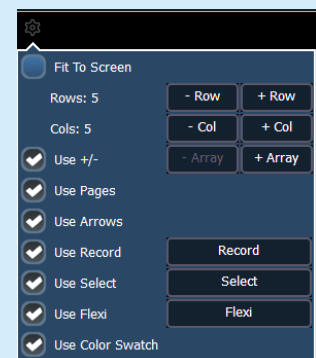 Fit To Screen
Rows: 5 - Row + Row
Cols: 5 - Col + Col
Use +/- - Array + Array
Use Pages
Use Arrows
Use Record Record
Use Select Select
Use Flexi Flexi
Use Color Swatch